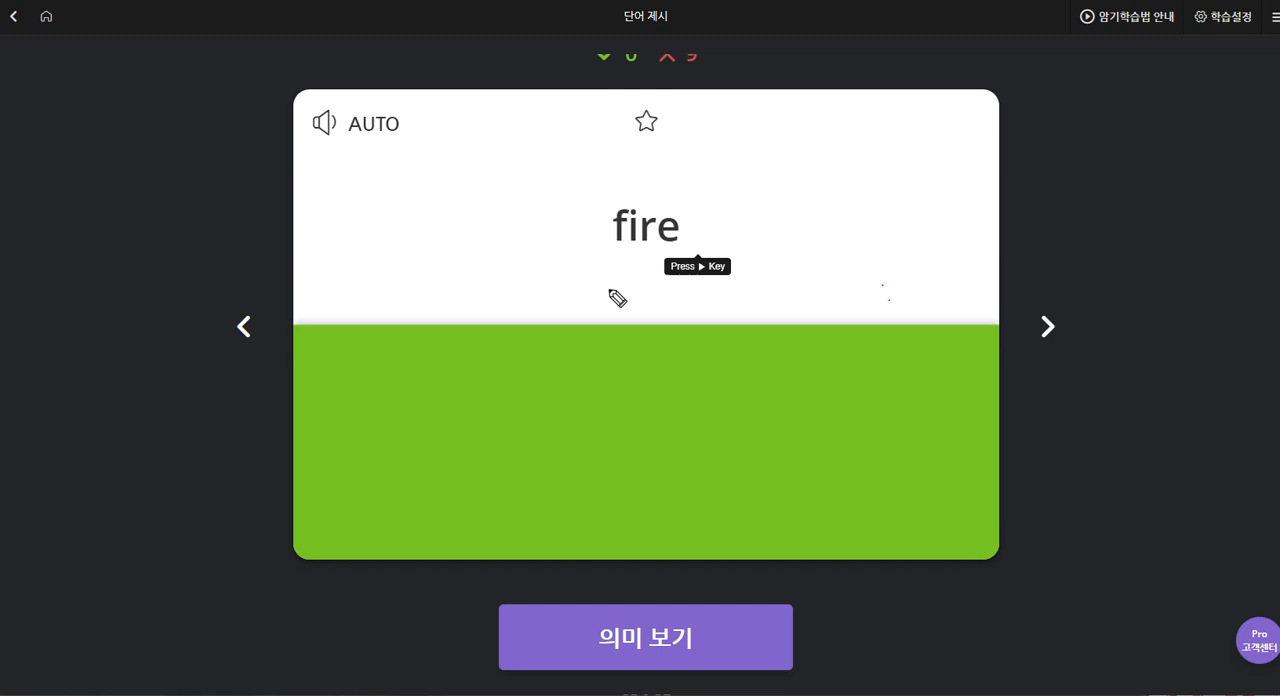 단어 제시
암기학습법 안내
학습설정
AUTO
fire
Press ▶ Key
의미 보기
Pro
고객센터